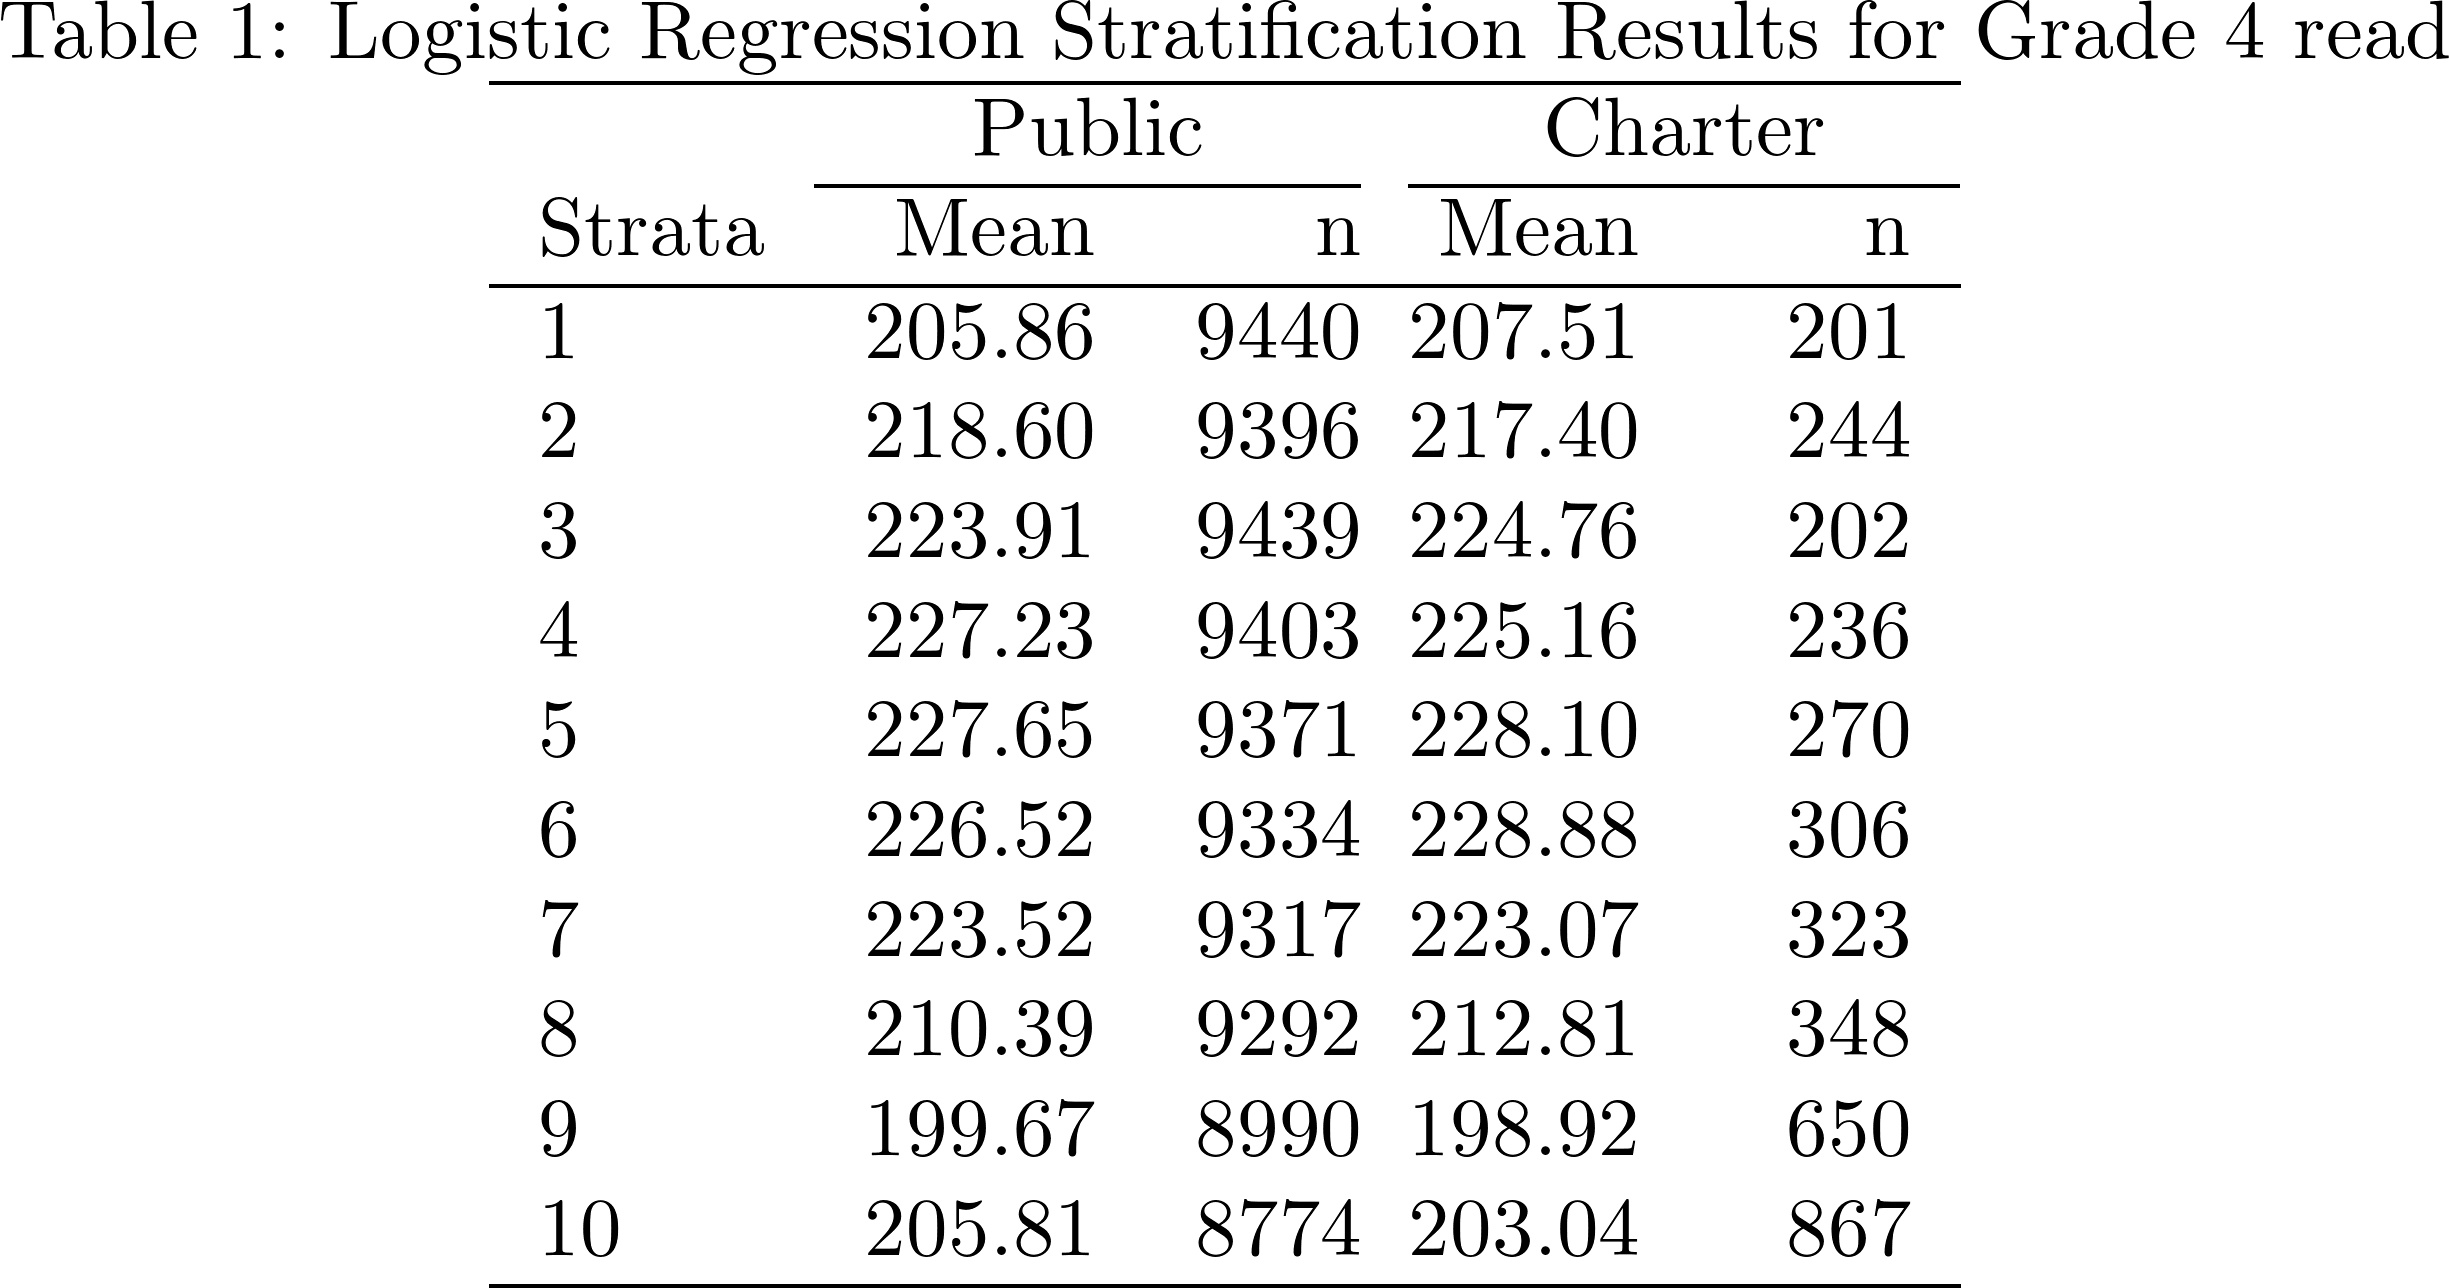 Table 1: Logistic Regression Stratification Results for Grade 4 read
Public Charter
Strata Mean n Mean n
1 205.86 9440 207.51 201
2 218.60 9396 217.40 244
3 223.91 9439 224.76 202
4 227.23 9403 225.16 236
5 227.65 9371 228.10 270
6 226.52 9334 228.88 306
7 223.52 9317 223.07 323
8 210.39 9292 212.81 348
9 199.67 8990 198.92 650
10 205.81 8774 203.04 867